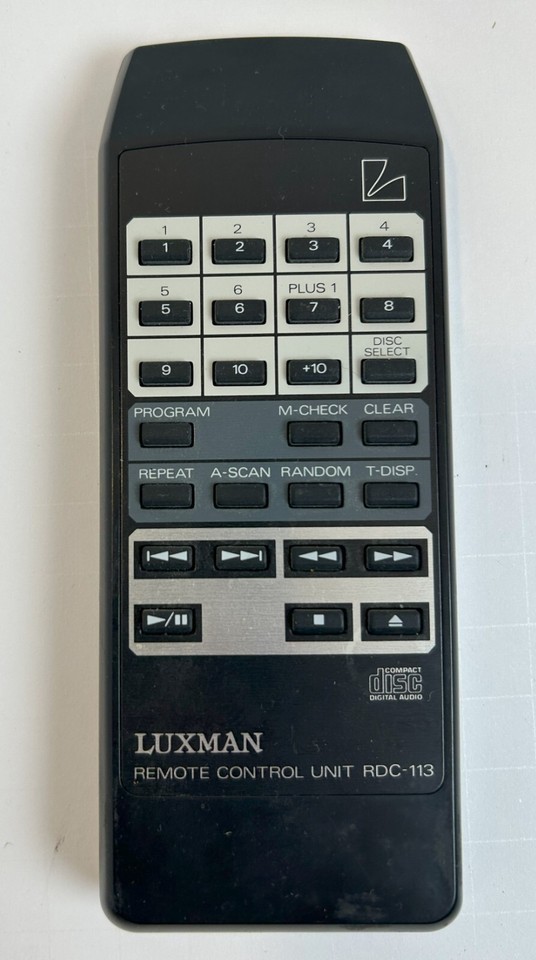 1 2 3 4
1 2 3 4
5 6 PLUS 1
5 6 7 8
DISC
SELECT
9 10 +10
PROGRAM M-CHECK CLEAR
REPEAT A-SCAN RANDOM T-DISP.
COMPACT
disc
DIGITAL AUDIO
LUXMAN
REMOTE CONTROL UNIT RDC-113